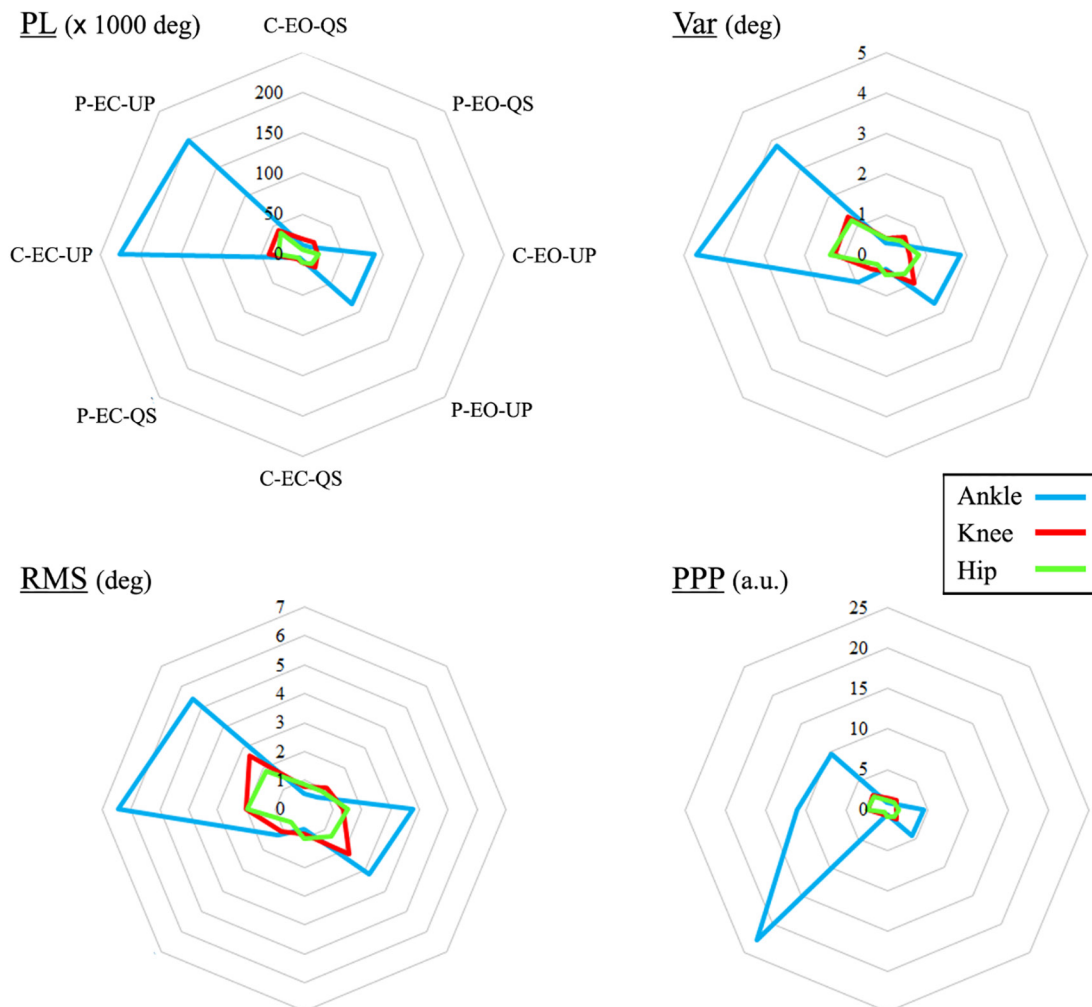 PL (x 1000 deg)
C-EO-QS
P-EC-UP
P-EO-QS
200
150
100
50
0
C-EC-UP
C-EO-UP
P-EC-QS
P-EO-UP
C-EC-QS
Var (deg)
5
4
3
2
1
0
Ankle
Knee
Hip
RMS (deg)
7
6
5
4
3
2
1
0
PPP (a.u.)
25
20
15
10
5
0